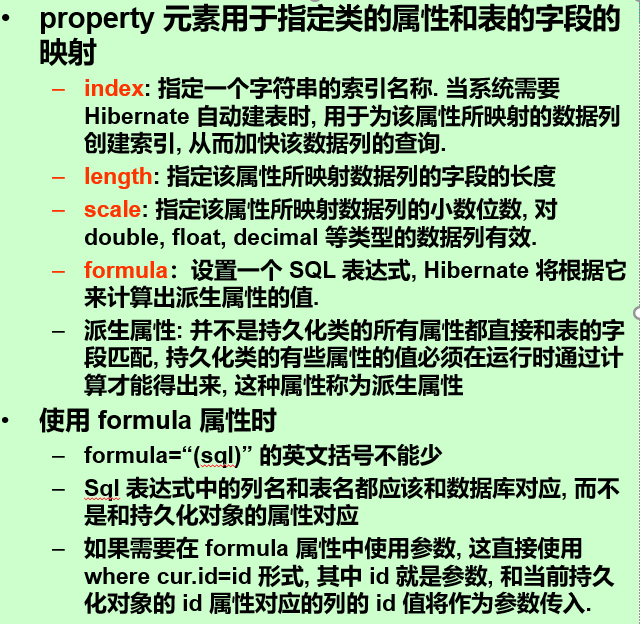 • property 元素用于指定类的属性和表的字段的
映射
– index: 指定一个字符串的索引名称. 当系统需要
Hibernate 自动建表时, 用于为该属性所映射的数据列
创建索引, 从而加快该数据列的查询.
– length: 指定该属性所映射数据列的字段的长度
– scale: 指定该属性所映射数据列的小数位数, 对
double, float, decimal 等类型的数据列有效.
– formula：设置一个 SQL 表达式, Hibernate 将根据它
来计算出派生属性的值.
– 派生属性: 并不是持久化类的所有属性都直接和表的字
段匹配, 持久化类的有些属性的值必须在运行时通过计
算才能得出来, 这种属性称为派生属性
• 使用 formula 属性时
– formula=“(sql)” 的英文括号不能少
– Sql 表达式中的列名和表名都应该和数据库对应, 而不
是和持久化对象的属性对应
– 如果需要在 formula 属性中使用参数, 这直接使用
where cur.id=id 形式, 其中 id 就是参数, 和当前持久
化对象的 id 属性对应的列的 id 值将作为参数传入.